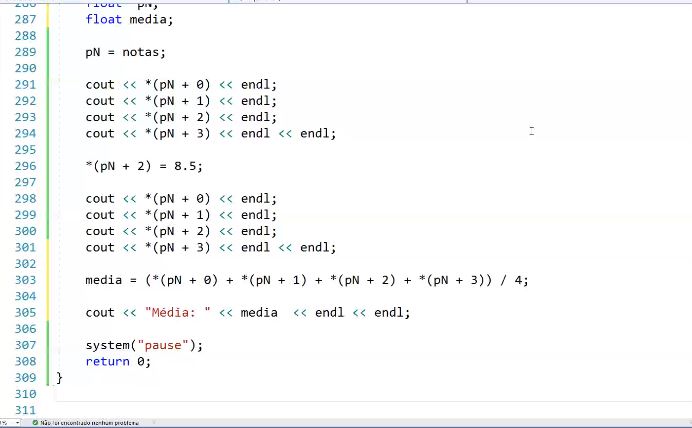 286 float *pN;
287 float media;
288
289 pN = notas;
290
291 cout << *(pN + 0) << endl;
292 cout << *(pN + 1) << endl;
293 cout << *(pN + 2) << endl;
294 cout << *(pN + 3) << endl << endl;
295
296 *(pN + 2) = 8.5;
297
298 cout << *(pN + 0) << endl;
299 cout << *(pN + 1) << endl;
300 cout << *(pN + 2) << endl;
301 cout << *(pN + 3) << endl << endl;
302
303 media = (*(pN + 0) + *(pN + 1) + *(pN + 2) + *(pN + 3)) / 4;
304
305 cout << "Média: " << media  << endl << endl;
306
307 system("pause");
308 return 0;
309 }
310
311
Não foi encontrado nenhum problema